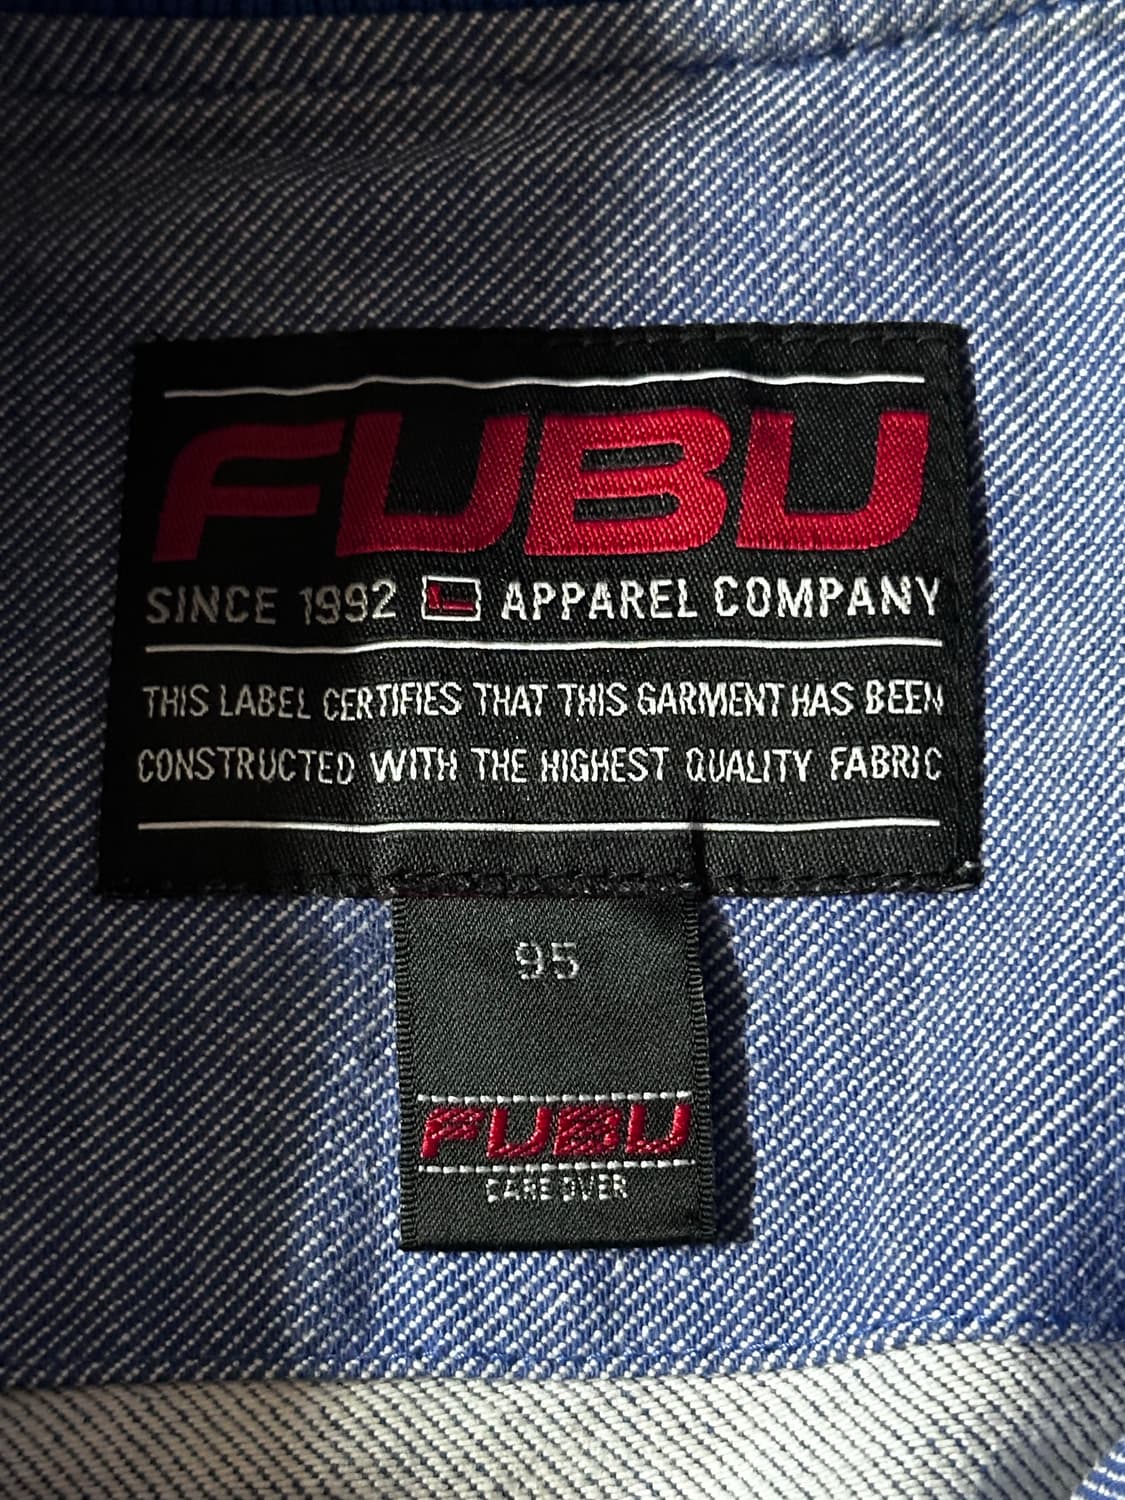 FUBU
SINCE 1992 APPAREL COMPANY
THIS LABEL CERTIFIES THAT THIS GARMENT HAS BEEN
CONSTRUCTED WITH THE HIGHEST QUALITY FABRIC
95
FUBU
CARE OVER